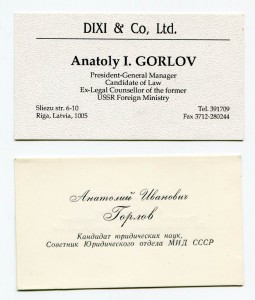 DIXI & Co, Ltd.
Anatoly I. GORLOV
President-General Manager
Candidate of Law
Ex-Legal Counsellor of the former
USSR Foreign Ministry
Sliezu str. 6-10
Riga, Latvia, 1005
Tel. 391709
Fax 3712-280244
Анатолий Иванович
Горлов
Кандидат юридических наук,
Советник Юридического отдела МИД СССР